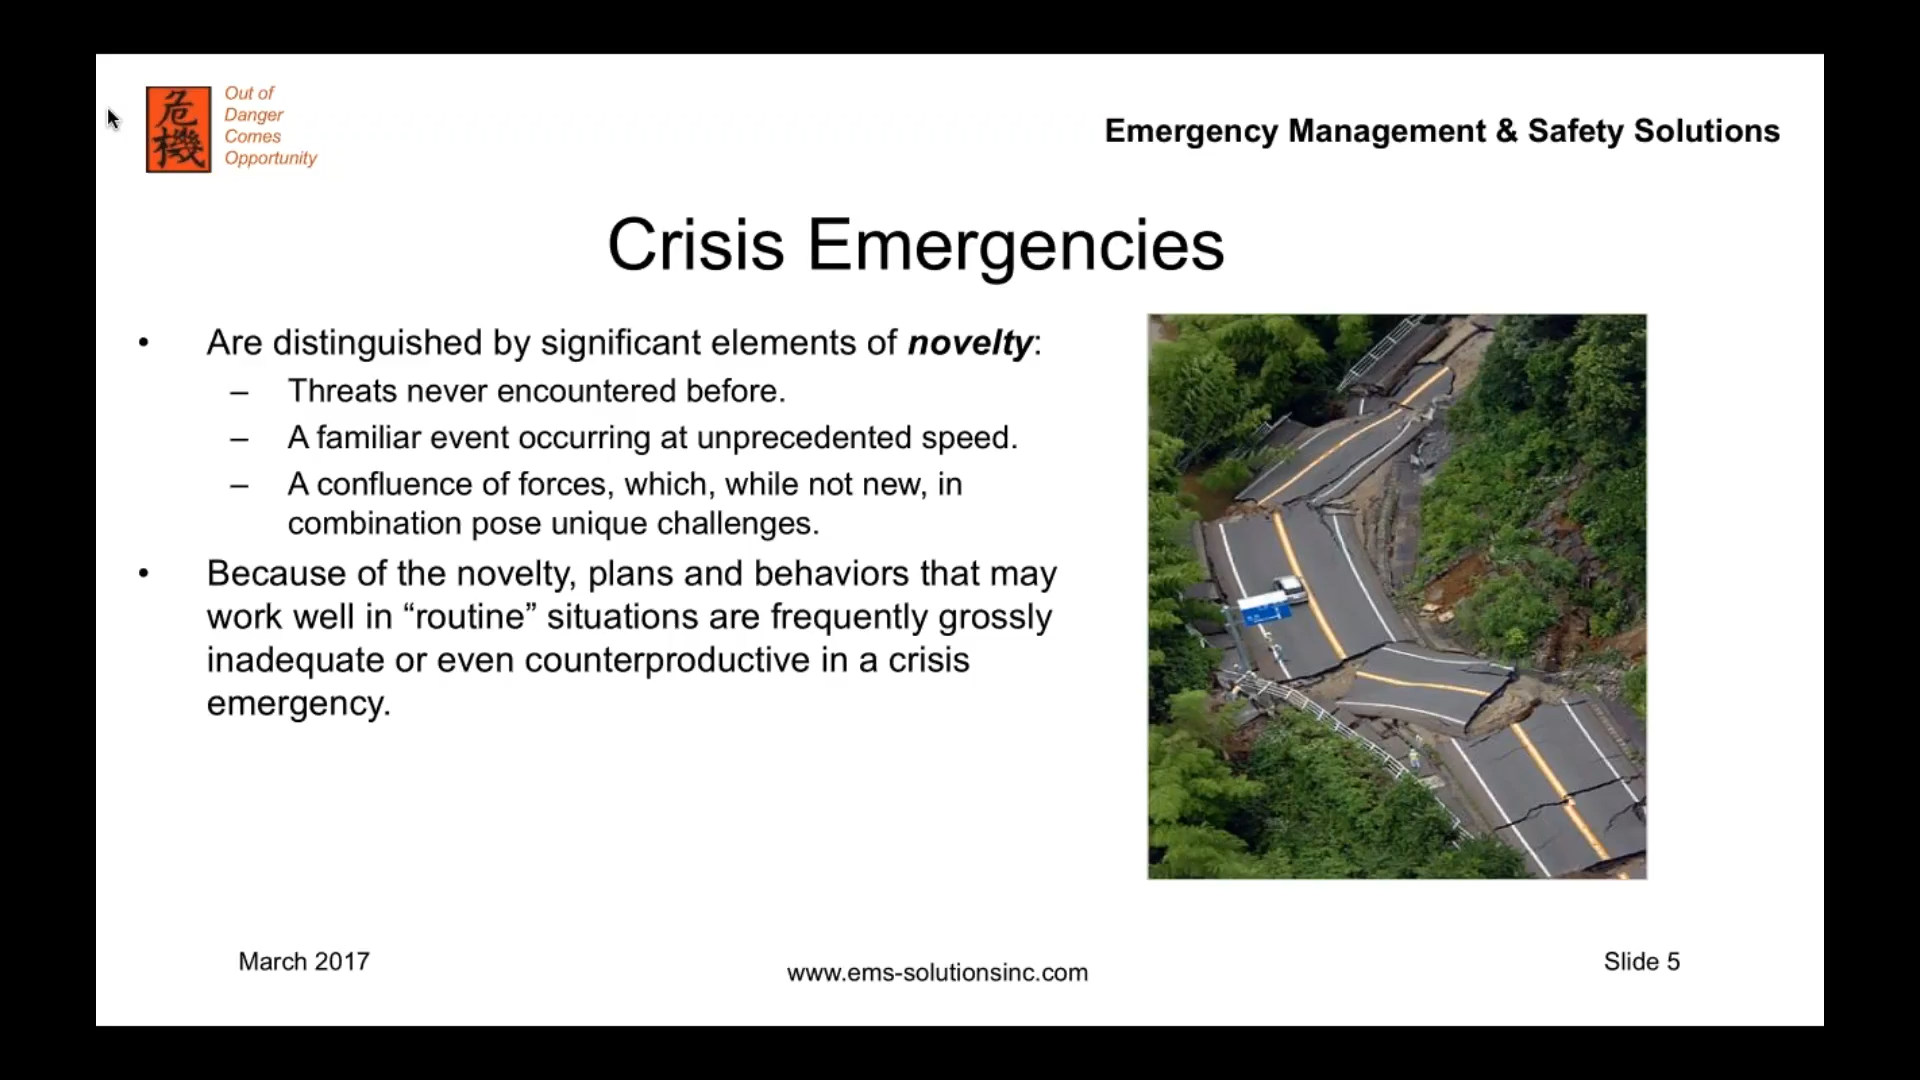 危機
Out of
Danger
Comes
Opportunity
Emergency Management & Safety Solutions
Crisis Emergencies
• Are distinguished by significant elements of novelty:
– Threats never encountered before.
– A familiar event occurring at unprecedented speed.
– A confluence of forces, which, while not new, in
combination pose unique challenges.
• Because of the novelty, plans and behaviors that may
work well in “routine” situations are frequently grossly
inadequate or even counterproductive in a crisis
emergency.
March 2017
www.ems-solutionsinc.com
Slide 5